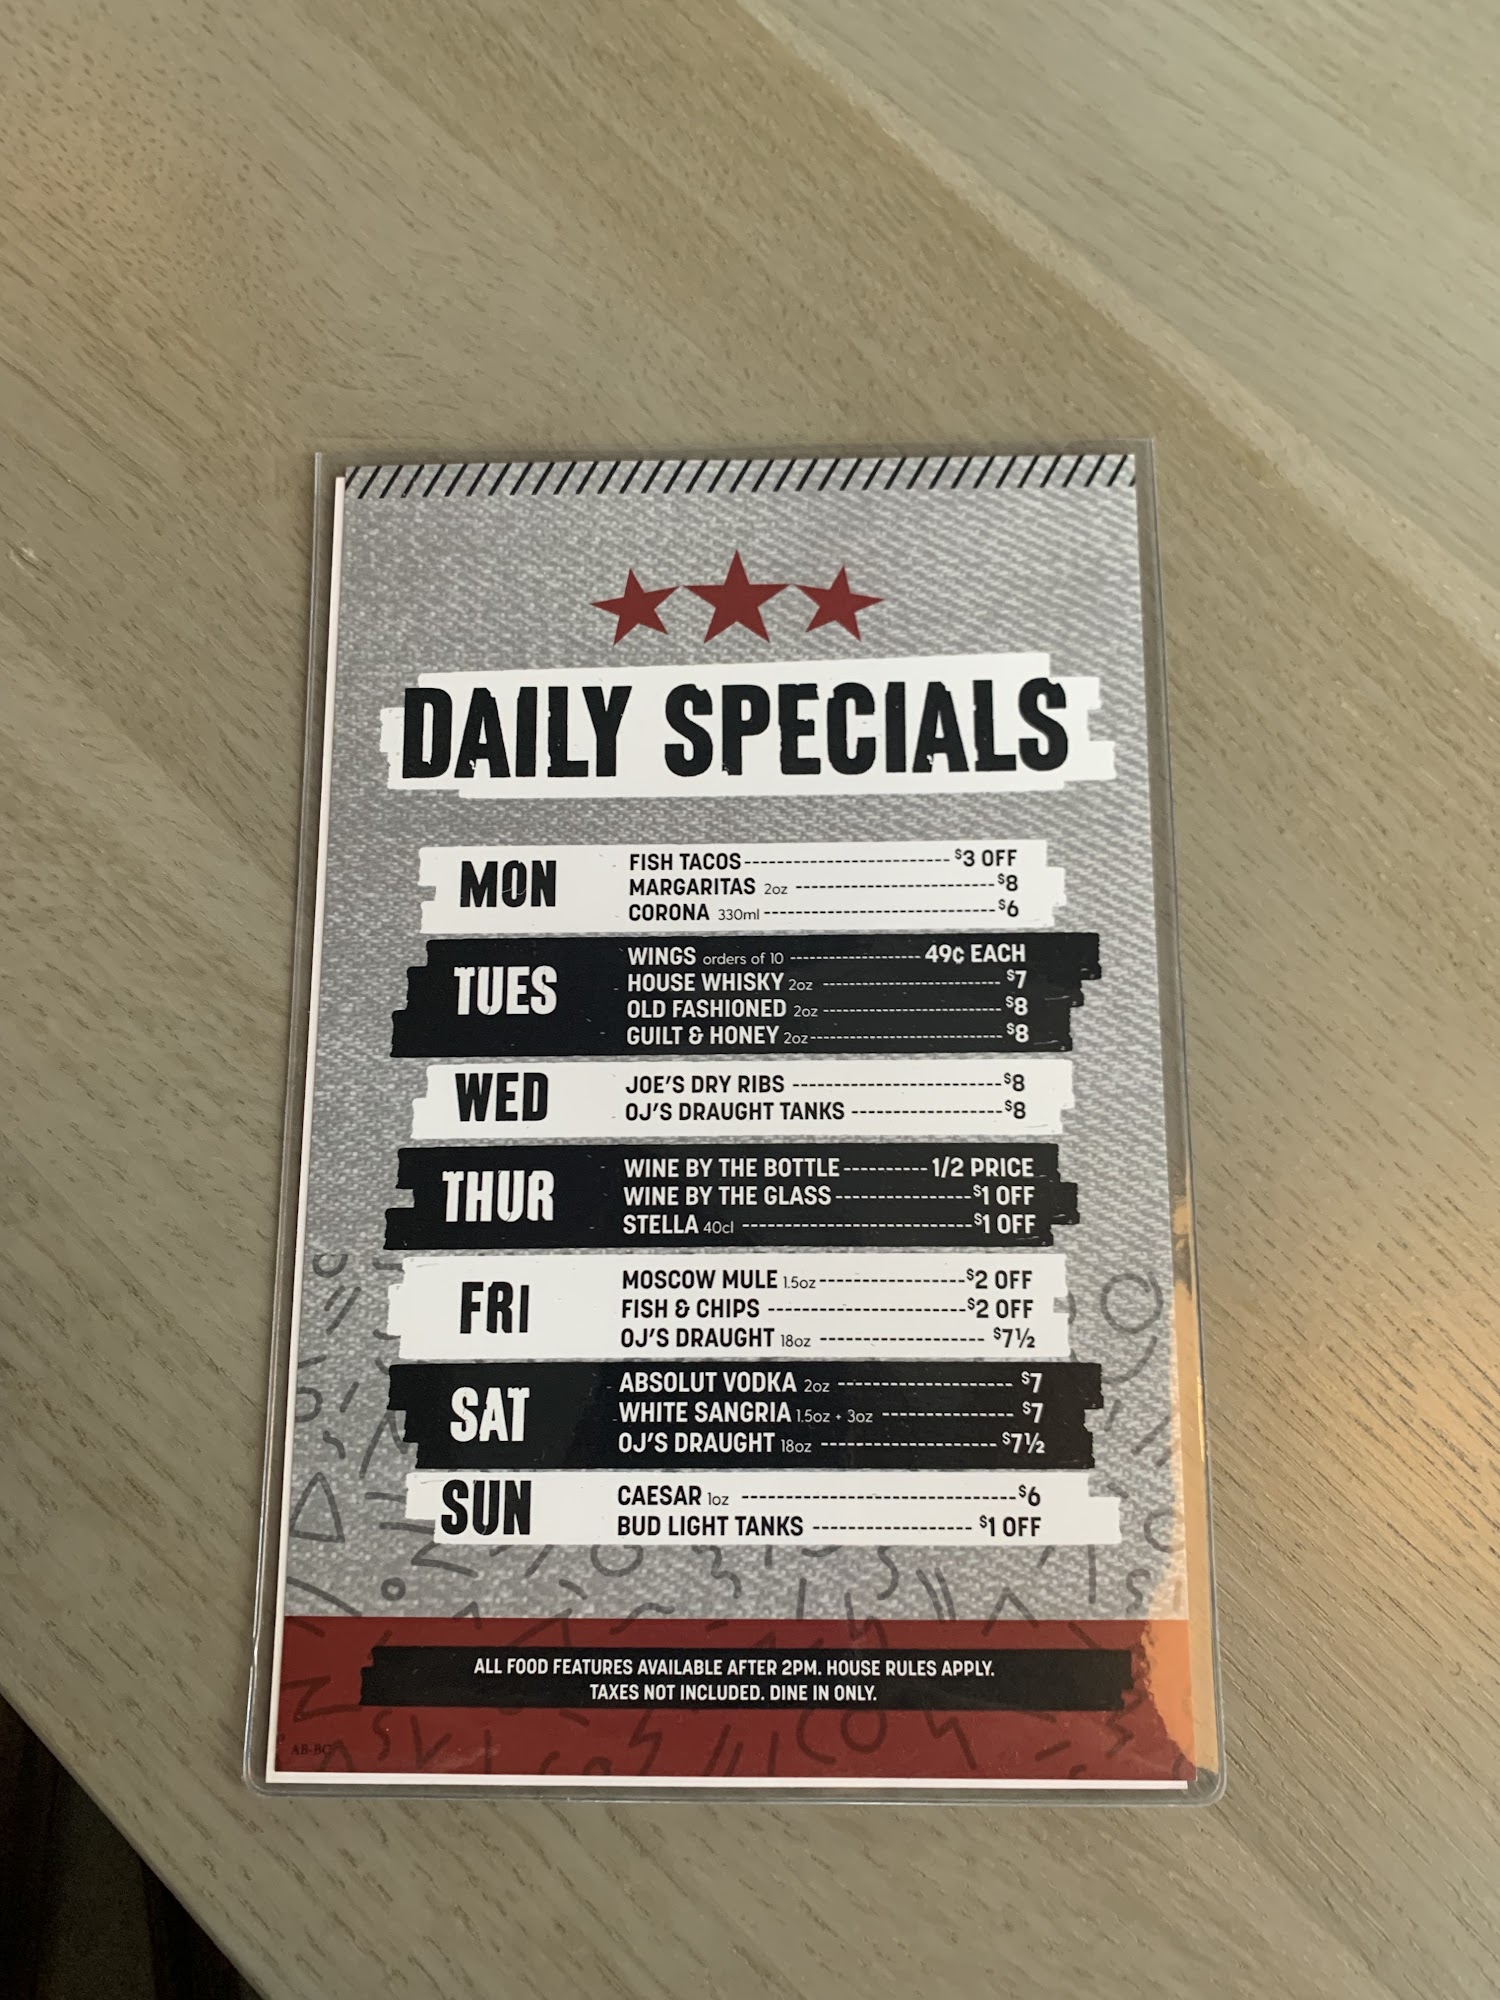 DAILY SPECIALS
MON
FISH TACOS $3 OFF
MARGARITAS 2oz $8
CORONA 330ml $6
TUES
WINGS orders of 10 49¢ EACH
HOUSE WHISKY 2oz $7
OLD FASHIONED 2oz $8
GUILT & HONEY 2oz $8
WED
JOE'S DRY RIBS $8
OJ'S DRAUGHT TANKS $8
THUR
WINE BY THE BOTTLE 1/2 PRICE
WINE BY THE GLASS $1 OFF
STELLA 40cl $1 OFF
FRI
MOSCOW MULE 1.5oz $2 OFF
FISH & CHIPS $2 OFF
OJ'S DRAUGHT 18oz $7½
SAT
ABSOLUT VODKA 2oz $7
WHITE SANGRIA 1.5oz + 3oz $7
OJ'S DRAUGHT 18oz $7½
SUN
CAESAR 1oz $6
BUD LIGHT TANKS $1 OFF
ALL FOOD FEATURES AVAILABLE AFTER 2PM. HOUSE RULES APPLY.
TAXES NOT INCLUDED. DINE IN ONLY.
AB-BC